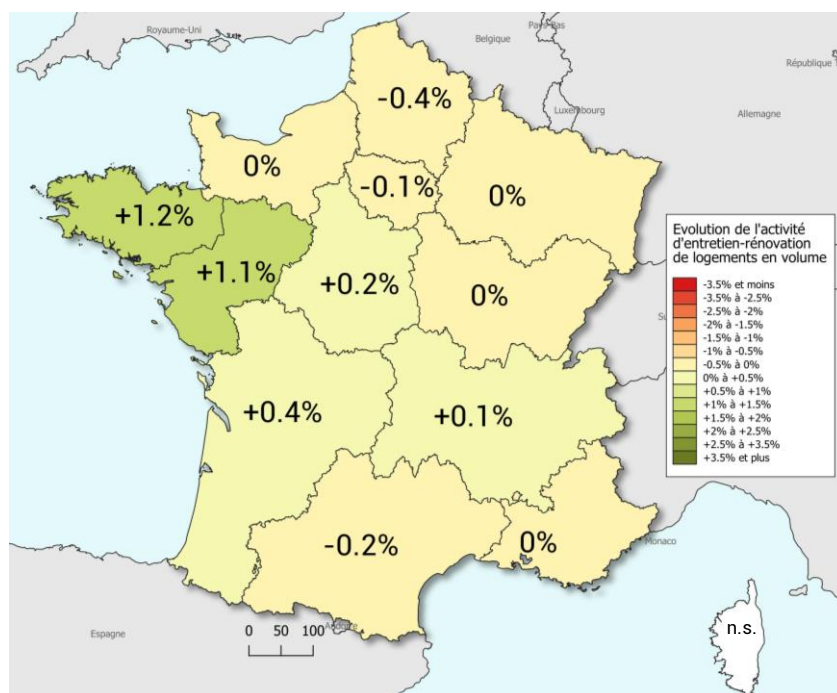 Royaume-Uni
Pays-Bas
Belgique
République T
Luxembourg
Allemagne
-0.4%
0%
-0.1%
0%
+1.2%
+1.1%
+0.2%
0%
Evolution de l'activité
d'entretien-rénovation
de logements en volume
-3.5% et moins
-3.5% à -2.5%
-2.5% à -2%
-2% à -1.5%
-1.5% à -1%
-1% à -0.5%
-0.5% à 0%
0% à +0.5%
+0.5% à +1%
+1% à +1.5%
+1.5% à +2%
+2% à +2.5%
+2.5% à +3.5%
+3.5% et plus
Su
+0.4%
+0.1%
-0.2%
0%
Monaco
n.s.
Espagne
Andorre
0 50 100